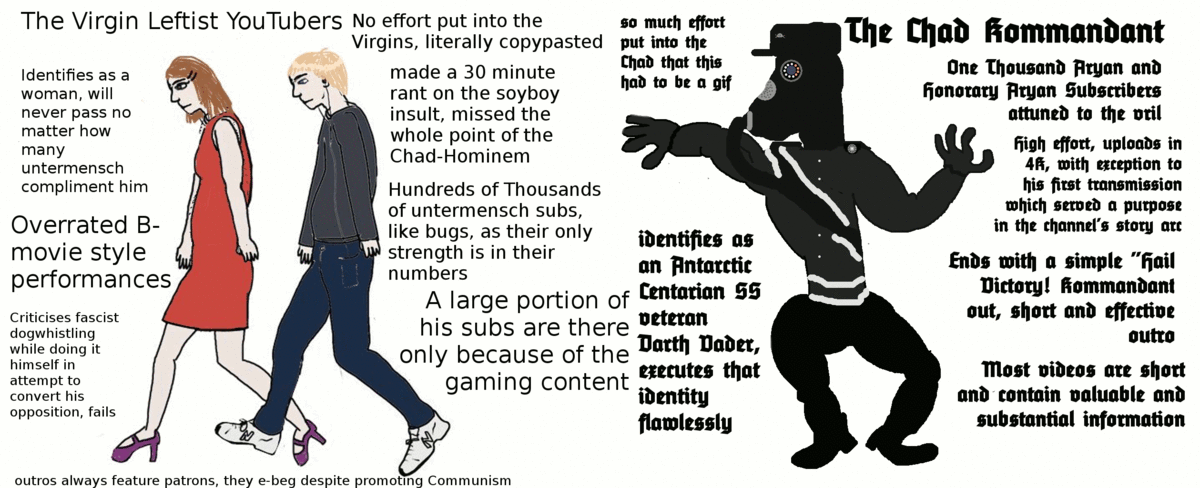 The Virgin Leftist YouTubers
No effort put into the
Virgins, literally copypasted
Identifies as a
woman, will
never pass no
matter how
many
untermensch
compliment him
made a 30 minute
rant on the soyboy
insult, missed the
whole point of the
Chad-Hominem
Overrated B-
movie style
performances
Hundreds of Thousands
of untermensch subs,
like bugs, as their only
strength is in their
numbers
Criticises fascist
dogwhistling
while doing it
himself in
attempt to
convert his
opposition, fails
A large portion of
his subs are there
only because of the
gaming content
outros always feature patrons, they e-beg despite promoting Communism
so much effort
put into the
Chad that this
had to be a gif
The Chad Kommandant
One Thousand Aryan and
Honorary Aryan Subscribers
attuned to the vril
High effort, uploads in
4K, with exception to
his first transmission
which served a purpose
in the channel's story arc
identifies as
an Antarctic
Centarian SS
veteran
Darth Vader,
executes that
identity
flawlessly
Ends with a simple "Hail
Victory! Kommandant
out, short and effective
outro
Most videos are short
and contain valuable and
substantial information